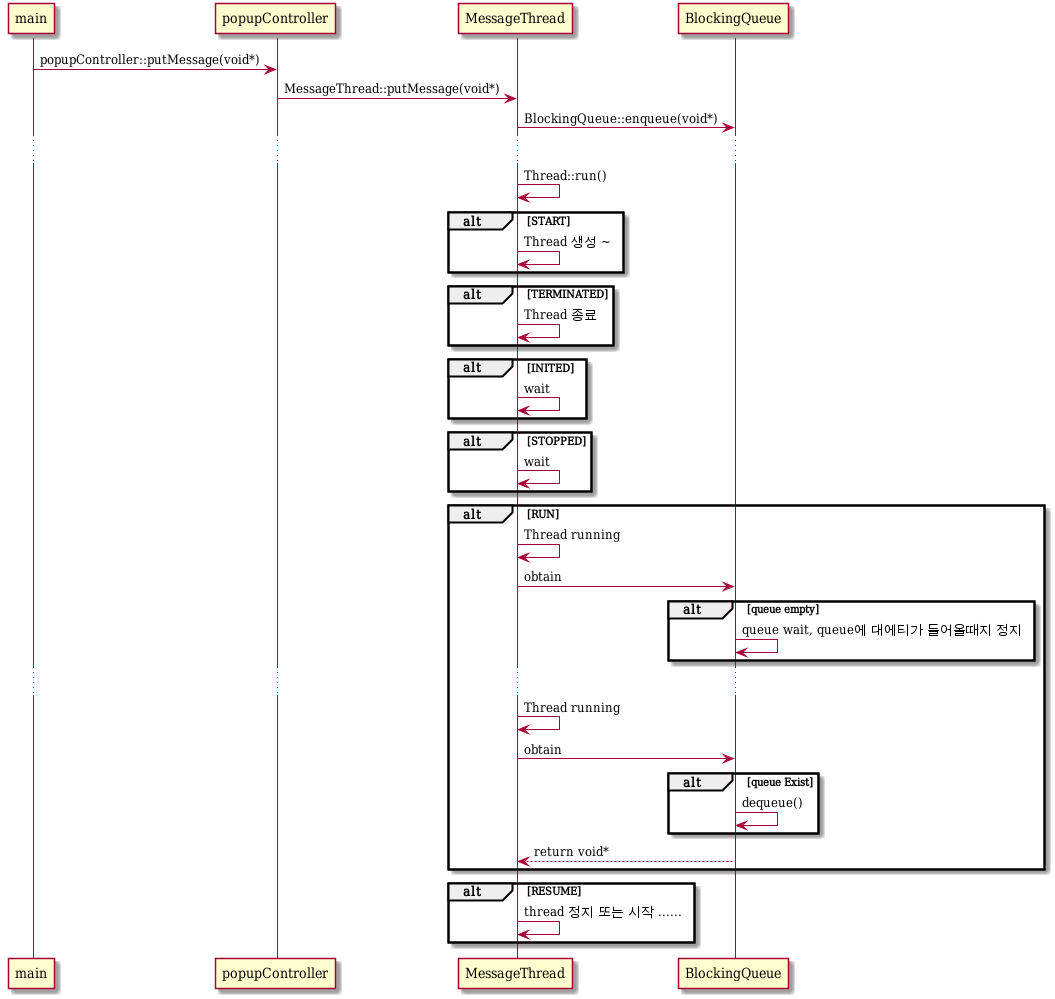 main popupController MessageThread BlockingQueue
popupController::putMessage(void*)
MessageThread::putMessage(void*)
BlockingQueue::enqueue(void*)
Thread::run()
alt [START]
Thread 생성 ~
alt [TERMINATED]
Thread 종료
alt [INITED]
wait
alt [STOPPED]
wait
alt [RUN]
Thread running
obtain
alt [queue empty]
queue wait, queue에 대에티가 들어올때지 정지
Thread running
obtain
alt [queue Exist]
dequeue()
return void*
alt [RESUME]
thread 정지 또는 시작 ......
main popupController MessageThread BlockingQueue